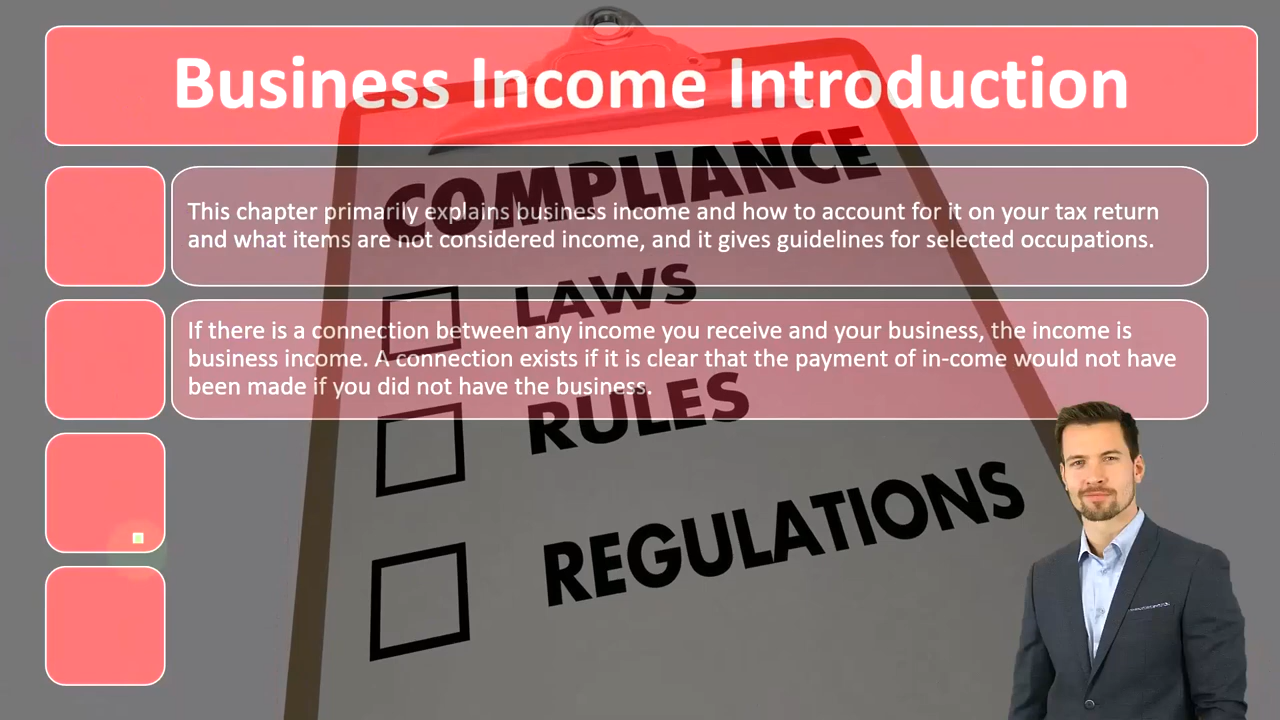 Business Income Introduction
This chapter primarily explains business income and how to account for it on your tax return
and what items are not considered income, and it gives guidelines for selected occupations.
If there is a connection between any income you receive and your business, the income is
business income. A connection exists if it is clear that the payment of in-come would not have
been made if you did not have the business.
COMPLIANCE
LAWS
RULES
REGULATIONS